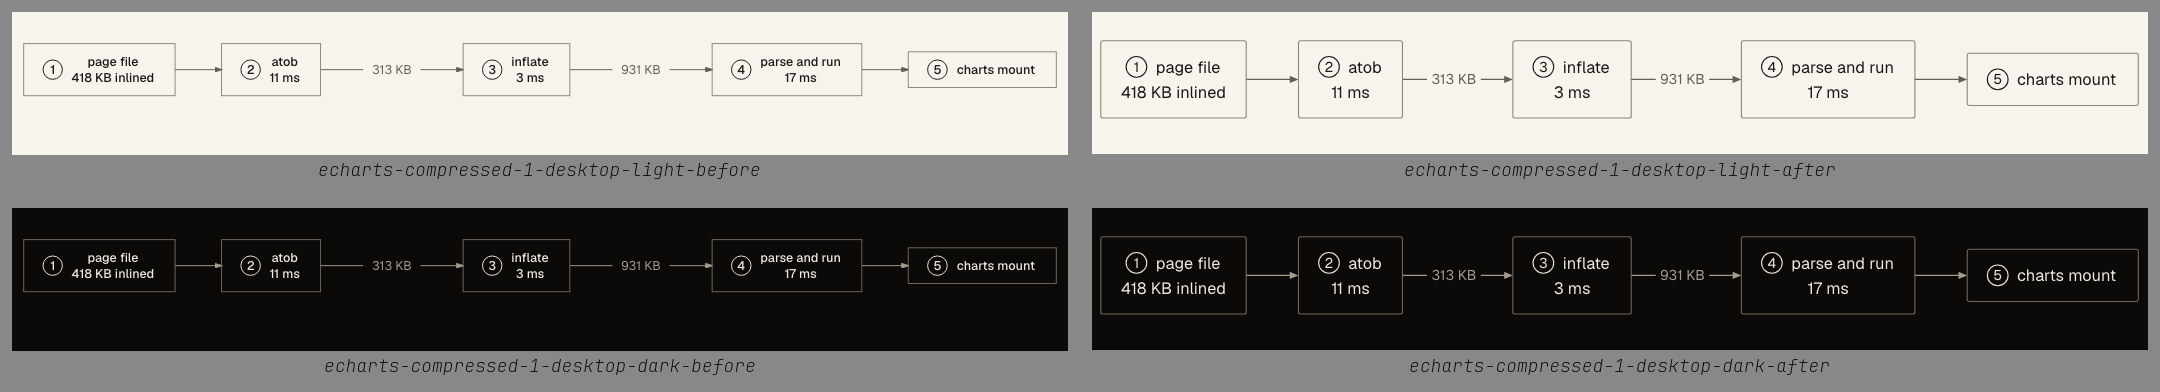 1 page file
418 KB inlined
2 atob
11 ms
313 KB
3 inflate
3 ms
931 KB
4 parse and run
17 ms
5 charts mount
echarts-compressed-1-desktop-light-before
1 page file
418 KB inlined
2 atob
11 ms
313 KB
3 inflate
3 ms
931 KB
4 parse and run
17 ms
5 charts mount
echarts-compressed-1-desktop-light-after
1 page file
418 KB inlined
2 atob
11 ms
313 KB
3 inflate
3 ms
931 KB
4 parse and run
17 ms
5 charts mount
echarts-compressed-1-desktop-dark-before
1 page file
418 KB inlined
2 atob
11 ms
313 KB
3 inflate
3 ms
931 KB
4 parse and run
17 ms
5 charts mount
echarts-compressed-1-desktop-dark-after